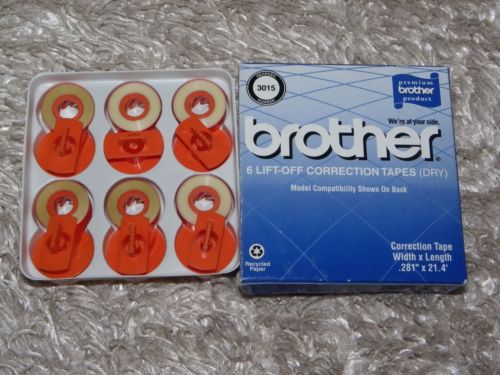 3015
premium
brother
product
We're at your side.
brother
6 LIFT-OFF CORRECTION TAPES (DRY)
Model Compatibility Shown On Back
Recycled
Paper
Correction Tape
Width x Length
.281" x 21.4'